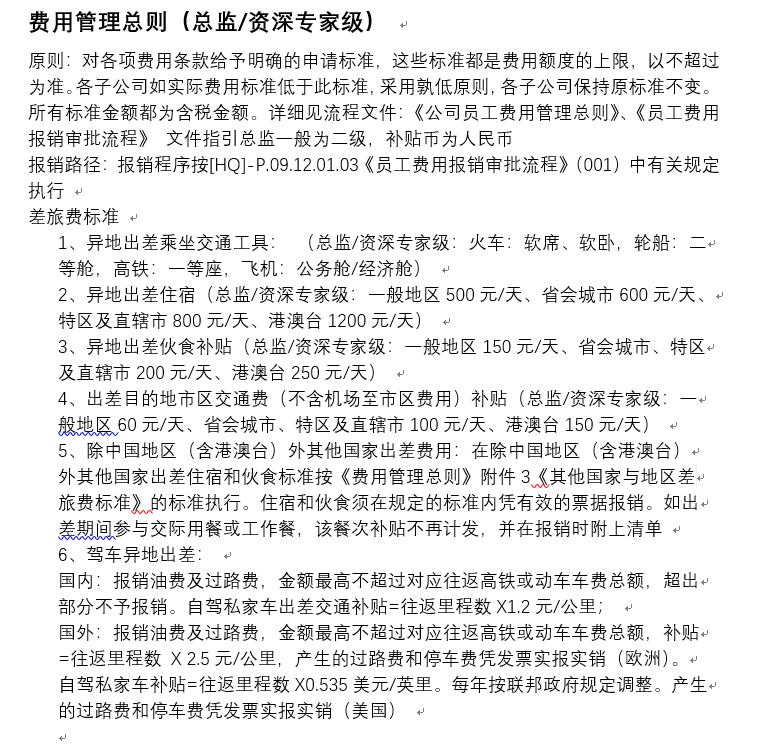 费用管理总则（总监/资深专家级）
原则：对各项费用条款给予明确的申请标准，这些标准都是费用额度的上限，以不超过
为准。各子公司如实际费用标准低于此标准，采用孰低原则，各子公司保持原标准不变。
所有标准金额都为含税金额。详细见流程文件：《公司员工费用管理总则》、《员工费用
报销审批流程》 文件指引总监一般为二级，补贴币为人民币
报销路径：报销程序按[HQ]-P.09.12.01.03《员工费用报销审批流程》（001）中有关规定
执行
差旅费标准
1、异地出差乘坐交通工具： （总监/资深专家级：火车：软席、软卧，轮船：二
等舱，高铁：一等座，飞机：公务舱/经济舱）
2、异地出差住宿（总监/资深专家级：一般地区 500 元/天、省会城市 600 元/天、
特区及直辖市 800 元/天、港澳台 1200 元/天）
3、异地出差伙食补贴（总监/资深专家级：一般地区 150 元/天、省会城市、特区
及直辖市 200 元/天、港澳台 250 元/天）
4、出差目的地市区交通费（不含机场至市区费用）补贴（总监/资深专家级：一
般地区 60 元/天、省会城市、特区及直辖市 100 元/天、港澳台 150 元/天）
5、除中国地区（含港澳台）外其他国家出差费用：在除中国地区（含港澳台）
外其他国家出差住宿和伙食标准按《费用管理总则》附件 3《其他国家与地区差
旅费标准》的标准执行。住宿和伙食须在规定的标准内凭有效的票据报销。如出
差期间参与交际用餐或工作餐，该餐次补贴不再计发，并在报销时附上清单
6、驾车异地出差：
国内：报销油费及过路费，金额最高不超过对应往返高铁或动车车费总额，超出
部分不予报销。自驾私家车出差交通补贴=往返里程数 X1.2 元/公里；
国外：报销油费及过路费，金额最高不超过对应往返高铁或动车车费总额，补贴
=往返里程数 X 2.5 元/公里，产生的过路费和停车费凭发票实报实销（欧洲）。
自驾私家车补贴=往返里程数 X0.535 美元/英里。每年按联邦政府规定调整。产生
的过路费和停车费凭发票实报实销（美国）